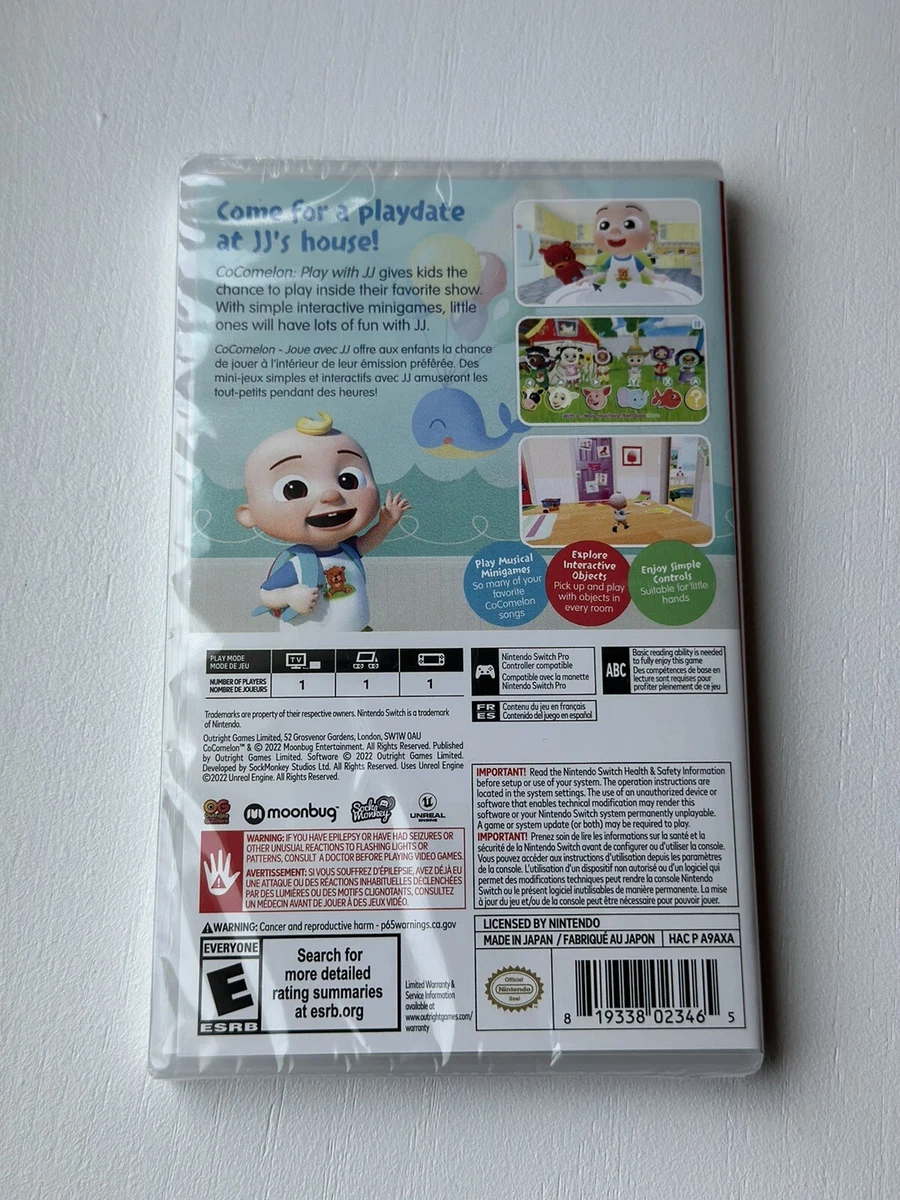 Come for a playdate
at JJ's house!
CoComelon: Play with JJ gives kids the
chance to play inside their favorite show.
With simple interactive minigames, little
ones will have lots of fun with JJ.
CoComelon - Joue avec JJ offre aux enfants la chance
de jouer à l'intérieur de leur émission préférée. Des
mini-jeux simples et interactifs avec JJ amuseront les
tout-petits pendant des heures!
Play Musical
Minigames
So many of your
favorite
CoComelon
songs
Explore
Interactive
Objects
Pick up and play
with objects in
every room
Enjoy Simple
Controls
Suitable for little
hands
PLAY MODE
MODE DE JEU
TV
NUMBER OF PLAYERS
NOMBRE DE JOUEURS
1
1
1
Nintendo Switch Pro
Controller compatible
Compatible avec la manette
Nintendo Switch Pro
ABC
Basic reading ability is needed
to fully enjoy this game
Des compétences de base en
lecture sont requises pour
profiter pleinement de ce jeu
FR
ES
Contenu du jeu en français
Contenido del juego en español
Trademarks are property of their respective owners. Nintendo Switch is a trademark
of Nintendo.
Outright Games Limited, 52 Grosvenor Gardens, London, SW1W 0AU
CoComelon™ & © 2022 Moonbug Entertainment. All Rights Reserved. Published
by Outright Games Limited. Software © 2022 Outright Games Limited.
Developed by SockMonkey Studios Ltd. All Rights Reserved. Uses Unreal Engine
©2022 Unreal Engine. All Rights Reserved.
OG
moonbug
Sock Monkey
UNREAL
ENGINE
IMPORTANT! Read the Nintendo Switch Health & Safety Information
before setup or use of your system. The operation instructions are
located in the system settings. The use of an unauthorized device or
software that enables technical modification may render this
software or your Nintendo Switch system permanently unplayable.
A game or system update (or both) may be required to play.
IMPORTANT! Prenez soin de lire les informations sur la santé et la
sécurité de la Nintendo Switch avant de configurer ou d'utiliser la console.
Vous pouvez accéder aux instructions d'utilisation depuis les paramètres
de la console. L'utilisation d'un dispositif non autorisé ou d'un logiciel qui
permet des modifications techniques peut rendre la console Nintendo
Switch ou le présent logiciel inutilisables de manière permanente. La mise
à jour du jeu et/ou de la console peut être nécessaire pour pouvoir jouer.
WARNING: IF YOU HAVE EPILEPSY OR HAVE HAD SEIZURES OR
OTHER UNUSUAL REACTIONS TO FLASHING LIGHTS OR
PATTERNS, CONSULT A DOCTOR BEFORE PLAYING VIDEO GAMES.
AVERTISSEMENT: SI VOUS SOUFFREZ D'ÉPILEPSIE, AVEZ DÉJÀ EU
UNE ATTAQUE OU DES RÉACTIONS INHABITUELLES DÉCLENCHÉES
PAR DES LUMIÈRES OU DES MOTIFS CLIGNOTANTS, CONSULTEZ
UN MÉDECIN AVANT DE JOUER À DES JEUX VIDÉO.
WARNING: Cancer and reproductive harm - p65warnings.ca.gov
EVERYONE
E
ESRB
Search for
more detailed
rating summaries
at esrb.org
Limited Warranty &
Service Information
available at
www.outrightgames.com/
warranty
LICENSED BY NINTENDO
MADE IN JAPAN / FABRIQUÉ AU JAPON
HAC P A9AXA
Official
Nintendo
Seal
8 19338 02346 5